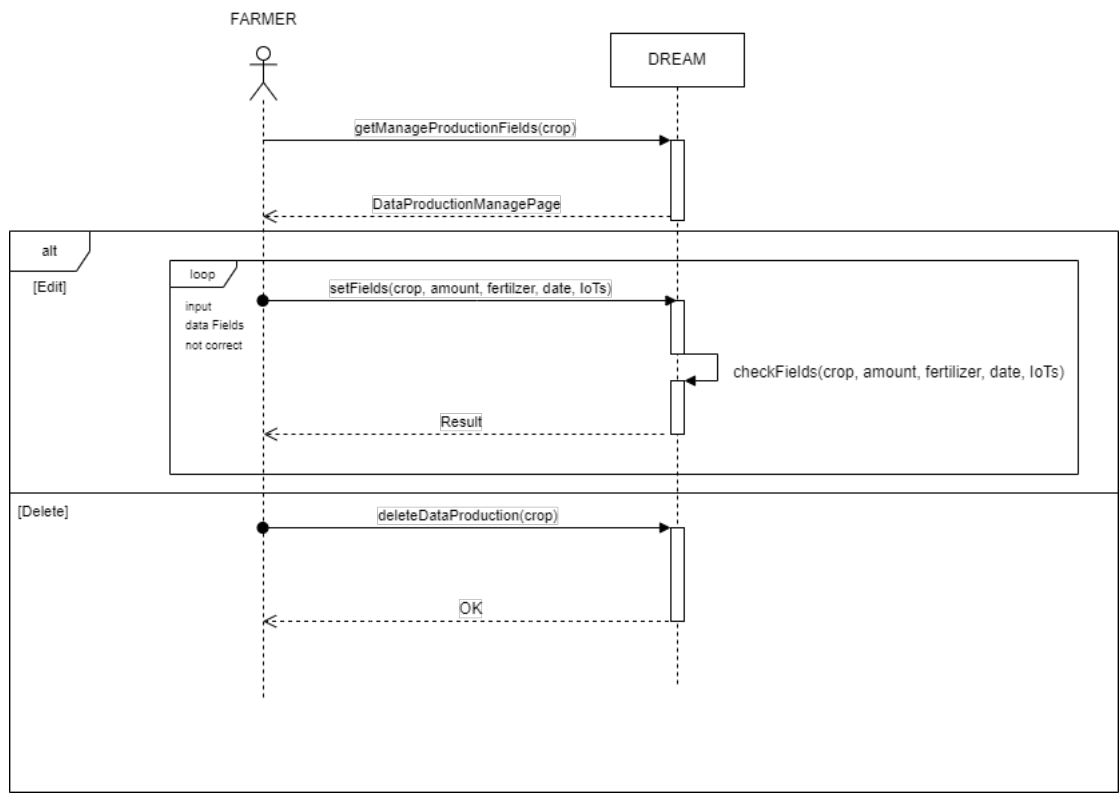 FARMER
DREAM
getManageProductionFields(crop)
DataProductionManagePage
alt
[Edit]
loop
input
data Fields
not correct
setFields(crop, amount, fertilzer, date, IoTs)
checkFields(crop, amount, fertilizer, date, IoTs)
Result
[Delete]
deleteDataProduction(crop)
OK